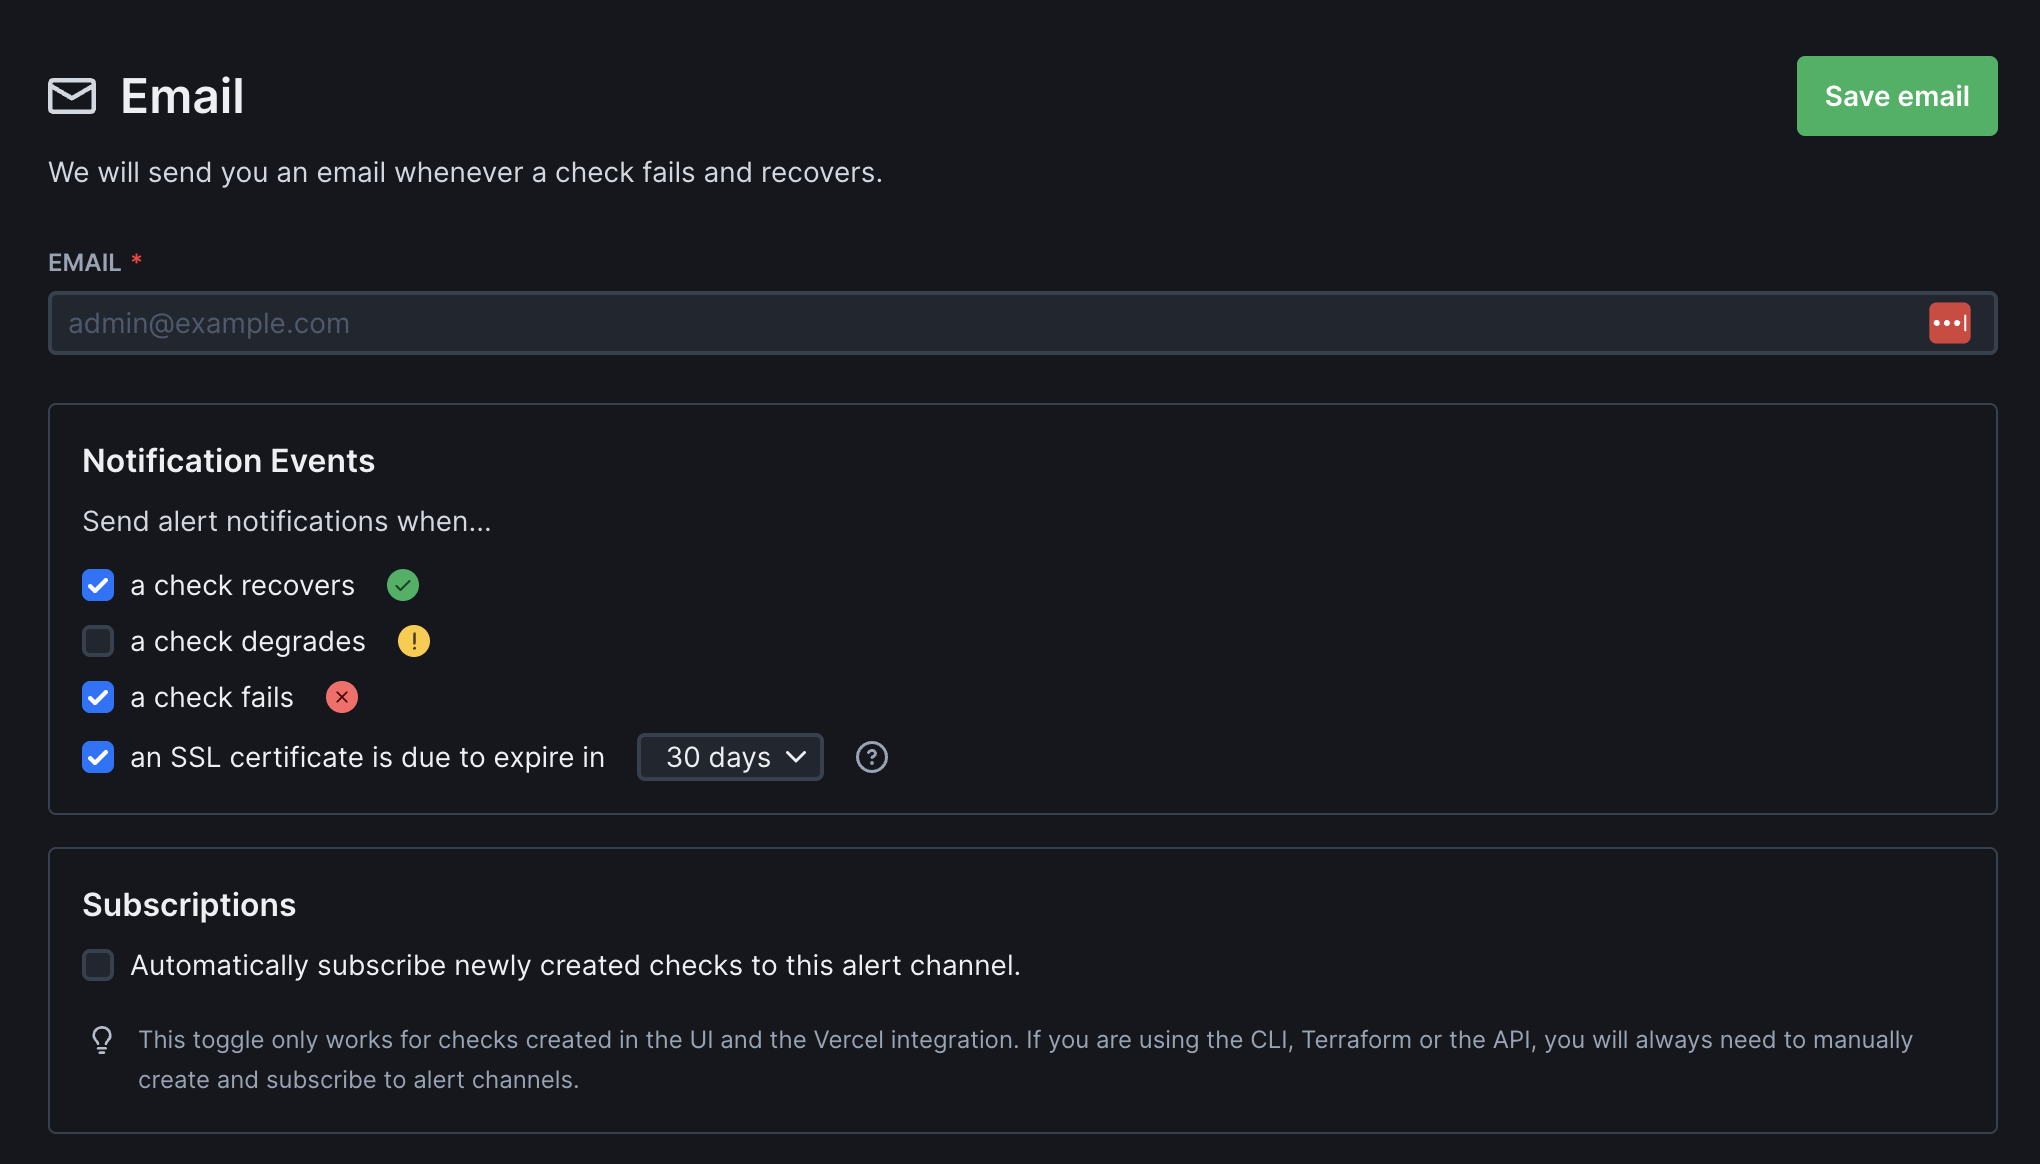 Email
Save email
We will send you an email whenever a check fails and recovers.
EMAIL *
admin@example.com
Notification Events
Send alert notifications when...
a check recovers
a check degrades
a check fails
an SSL certificate is due to expire in 30 days
Subscriptions
Automatically subscribe newly created checks to this alert channel.
This toggle only works for checks created in the UI and the Vercel integration. If you are using the CLI, Terraform or the API, you will always need to manually
create and subscribe to alert channels.